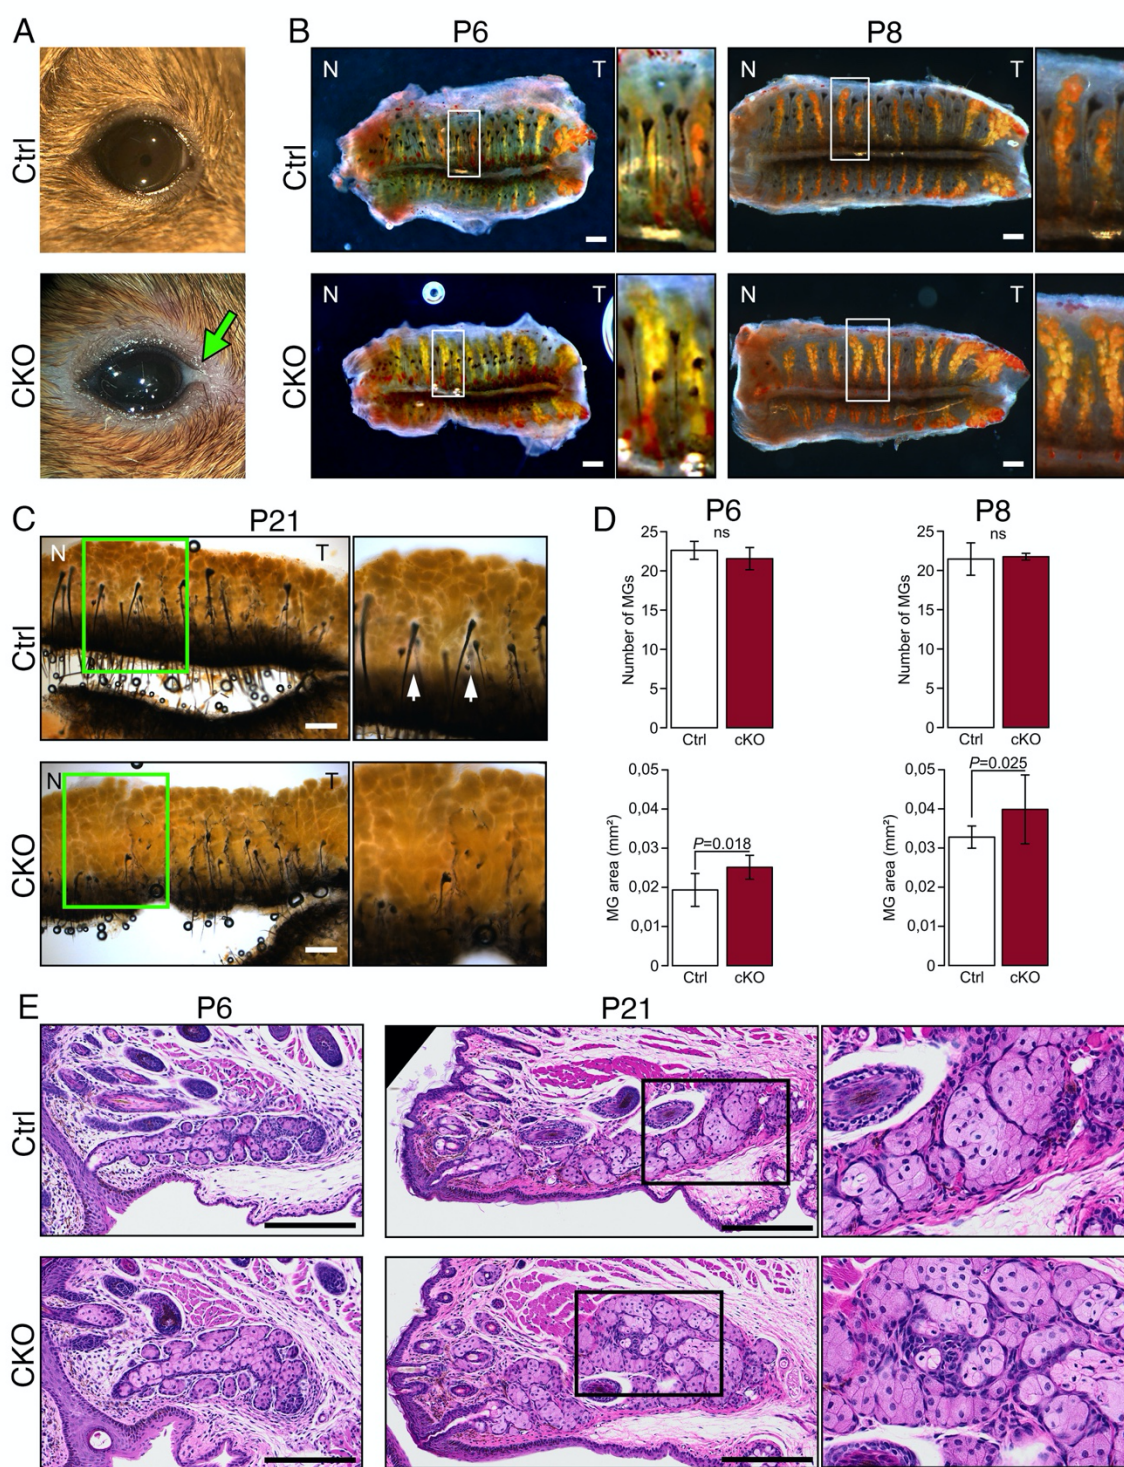 A
Ctrl
CKO
B
P6
P8
N
T
N
T
Ctrl
N
T
N
T
CKO
C
P21
N
T
Ctrl
N
T
CKO
D
P6
ns
25
20
15
10
5
0
Number of MGs
Ctrl
cKO
P8
ns
25
20
15
10
5
0
Number of MGs
Ctrl
cKO
0,05
0,04
0,03
0,02
0,01
0
MG area (mm²)
P=0.018
Ctrl
cKO
0,05
0,04
0,03
0,02
0,01
0
MG area (mm²)
P=0.025
Ctrl
cKO
E
P6
P21
Ctrl
CKO